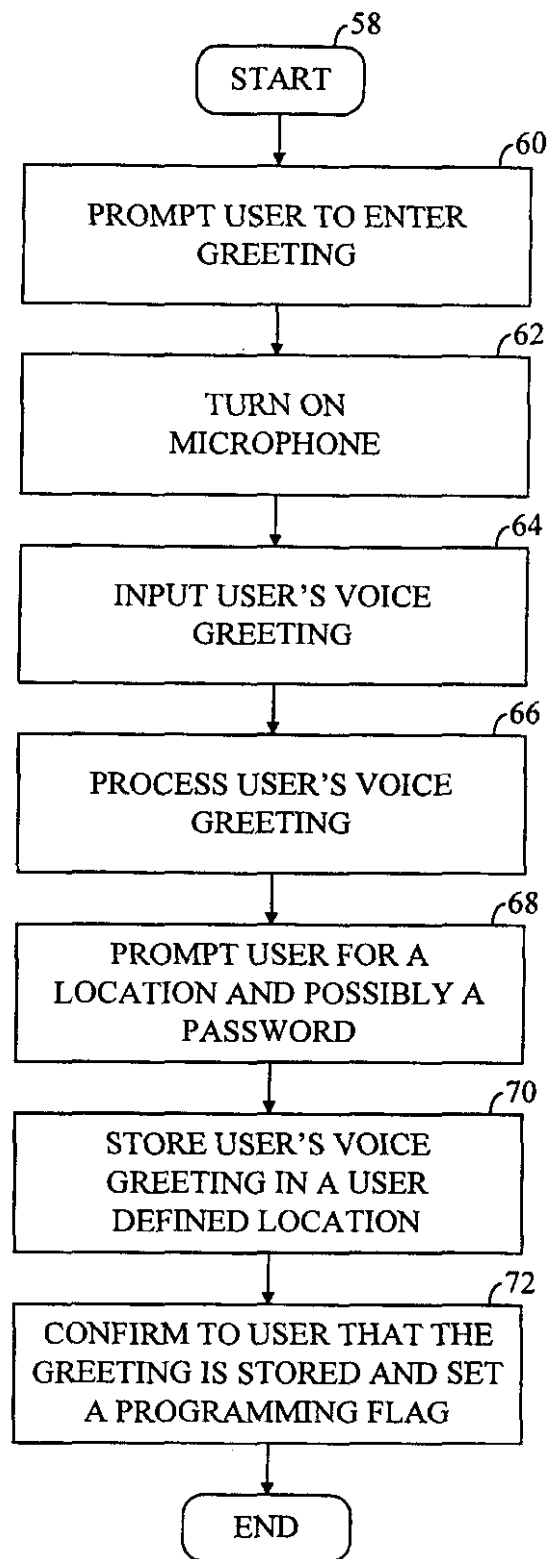 58
START
60
PROMPT USER TO ENTER
GREETING
62
TURN ON
MICROPHONE
64
INPUT USER'S VOICE
GREETING
66
PROCESS USER'S VOICE
GREETING
68
PROMPT USER FOR A
LOCATION AND POSSIBLY A
PASSWORD
70
STORE USER'S VOICE
GREETING IN A USER
DEFINED LOCATION
72
CONFIRM TO USER THAT THE
GREETING IS STORED AND SET
A PROGRAMMING FLAG
END